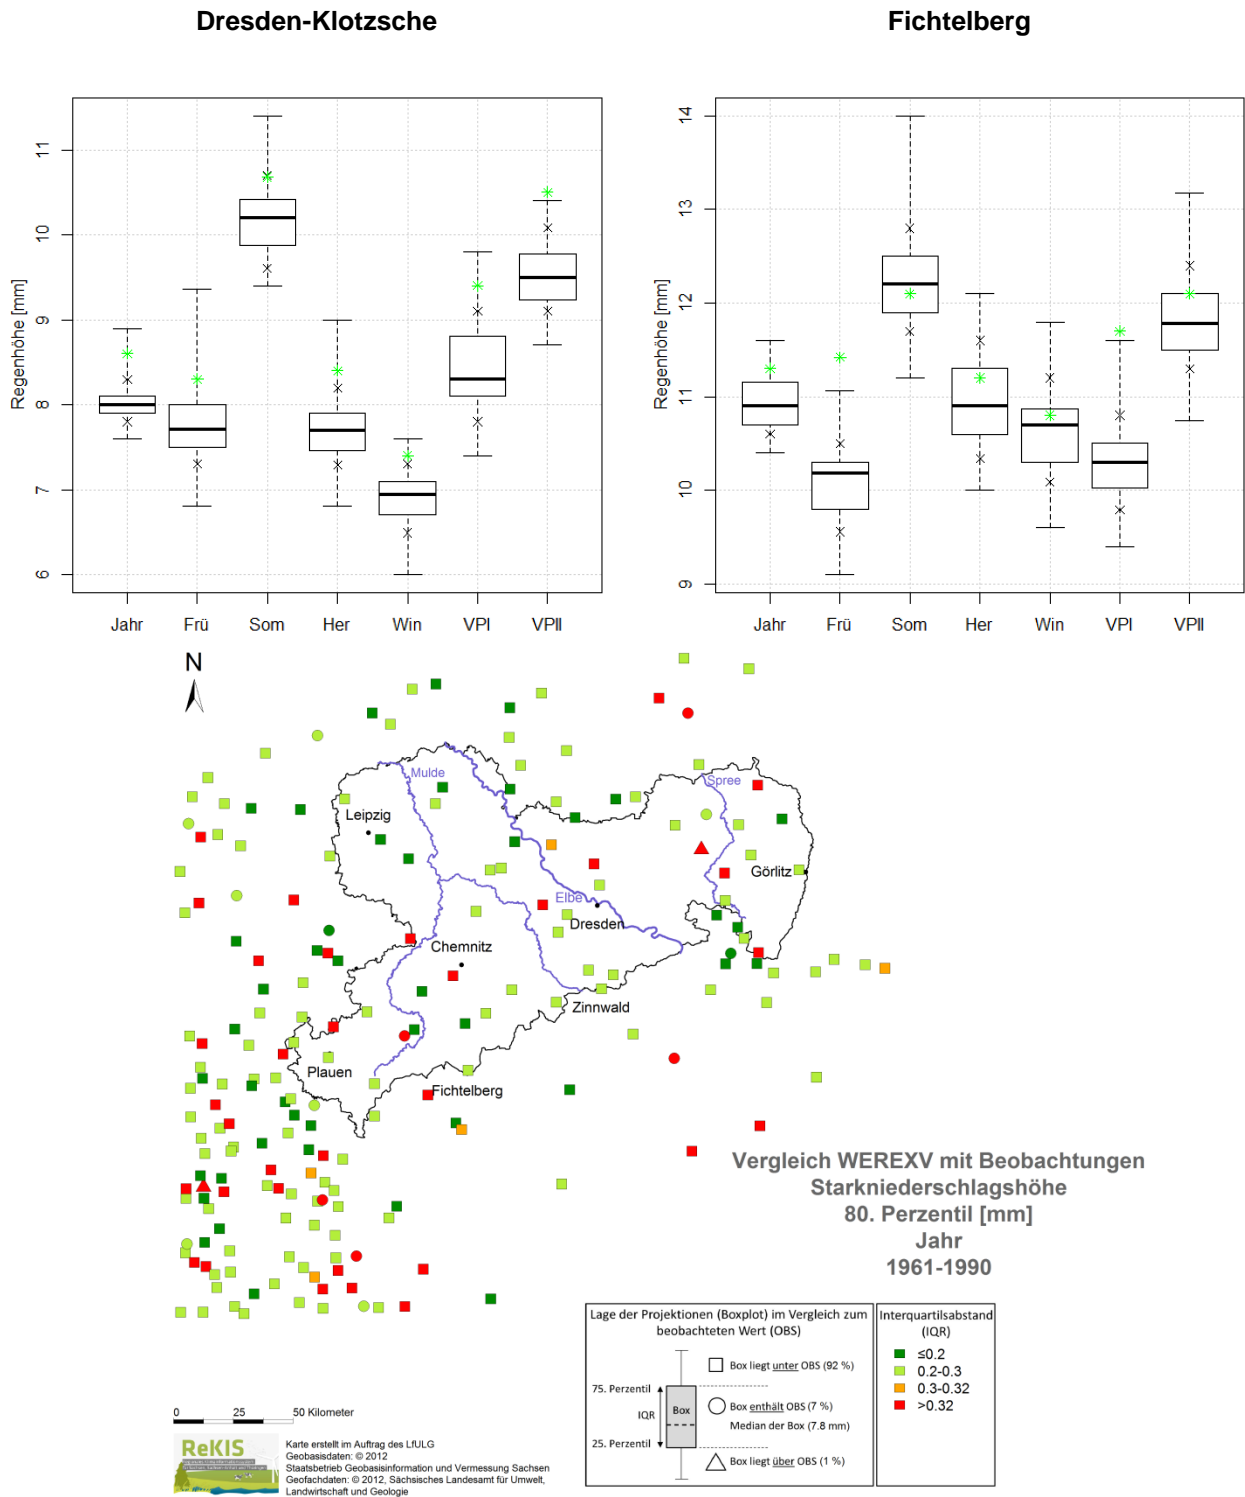 Dresden-Klotzsche
Fichtelberg
Regenhöhe [mm]
11
10
9
8
7
6
Jahr Frü Som Her Win VPI VPII
Regenhöhe [mm]
14
13
12
11
10
9
Jahr Frü Som Her Win VPI VPII
N
Mulde
Spree
Leipzig
Görlitz
Elbe
Dresden
Chemnitz
Zinnwald
Plauen
Fichtelberg
Vergleich WEREXV mit Beobachtungen
Starkniederschlagshöhe
80. Perzentil [mm]
Jahr
1961-1990
Lage der Projektionen (Boxplot) im Vergleich zum
beobachteten Wert (OBS)
Box liegt unter OBS (92 %)
75. Perzentil
IQR
Box
Box enthält OBS (7 %)
Median der Box (7.8 mm)
25. Perzentil
Box liegt über OBS (1 %)
Interquartilsabstand
(IQR)
≤0.2
0.2-0.3
0.3-0.32
>0.32
0 25 50 Kilometer
ReKIS
Karte erstellt im Auftrag des LfULG
Geobasisdaten: © 2012
Staatsbetrieb Geobasisinformation und Vermessung Sachsen
Geofachdaten: © 2012, Sächsisches Landesamt für Umwelt,
Landwirtschaft und Geologie